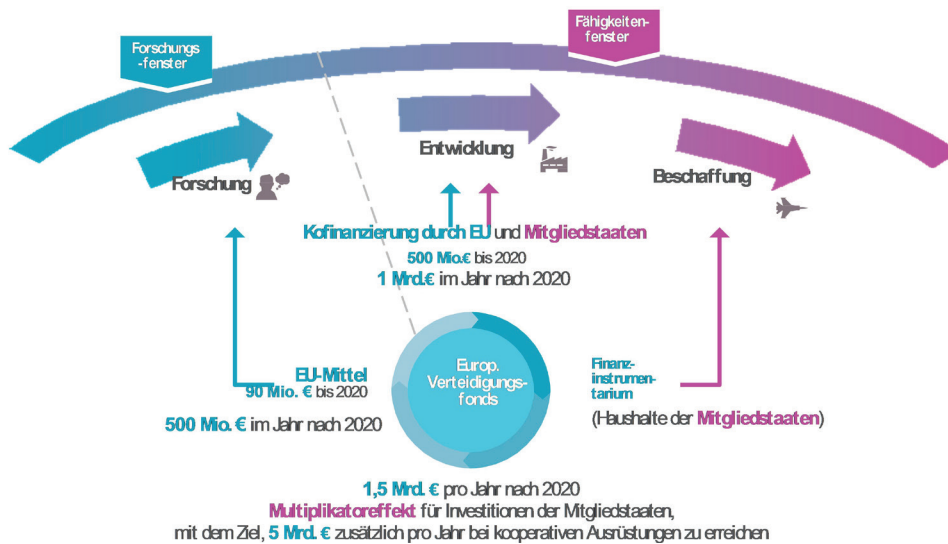 Forschungs
-fenster
Fähigkeiten-
fenster
Forschung
Entwicklung
Beschaffung
Kofinanzierung durch EU und Mitgliedstaaten
500 Mio.€ bis 2020
1 Mrd.€ im Jahr nach 2020
EU-Mittel
90 Mio. € bis 2020
500 Mio. € im Jahr nach 2020
Europ.
Verteidigungs-
fonds
Finanz-
instrumen-
tarium
(Haushalte der Mitgliedstaaten)
1,5 Mrd. € pro Jahr nach 2020
Multiplikatoreffekt für Investitionen der Mitgliedstaaten,
mit dem Ziel, 5 Mrd. € zusätzlich pro Jahr bei kooperativen Ausrüstungen zu erreichen